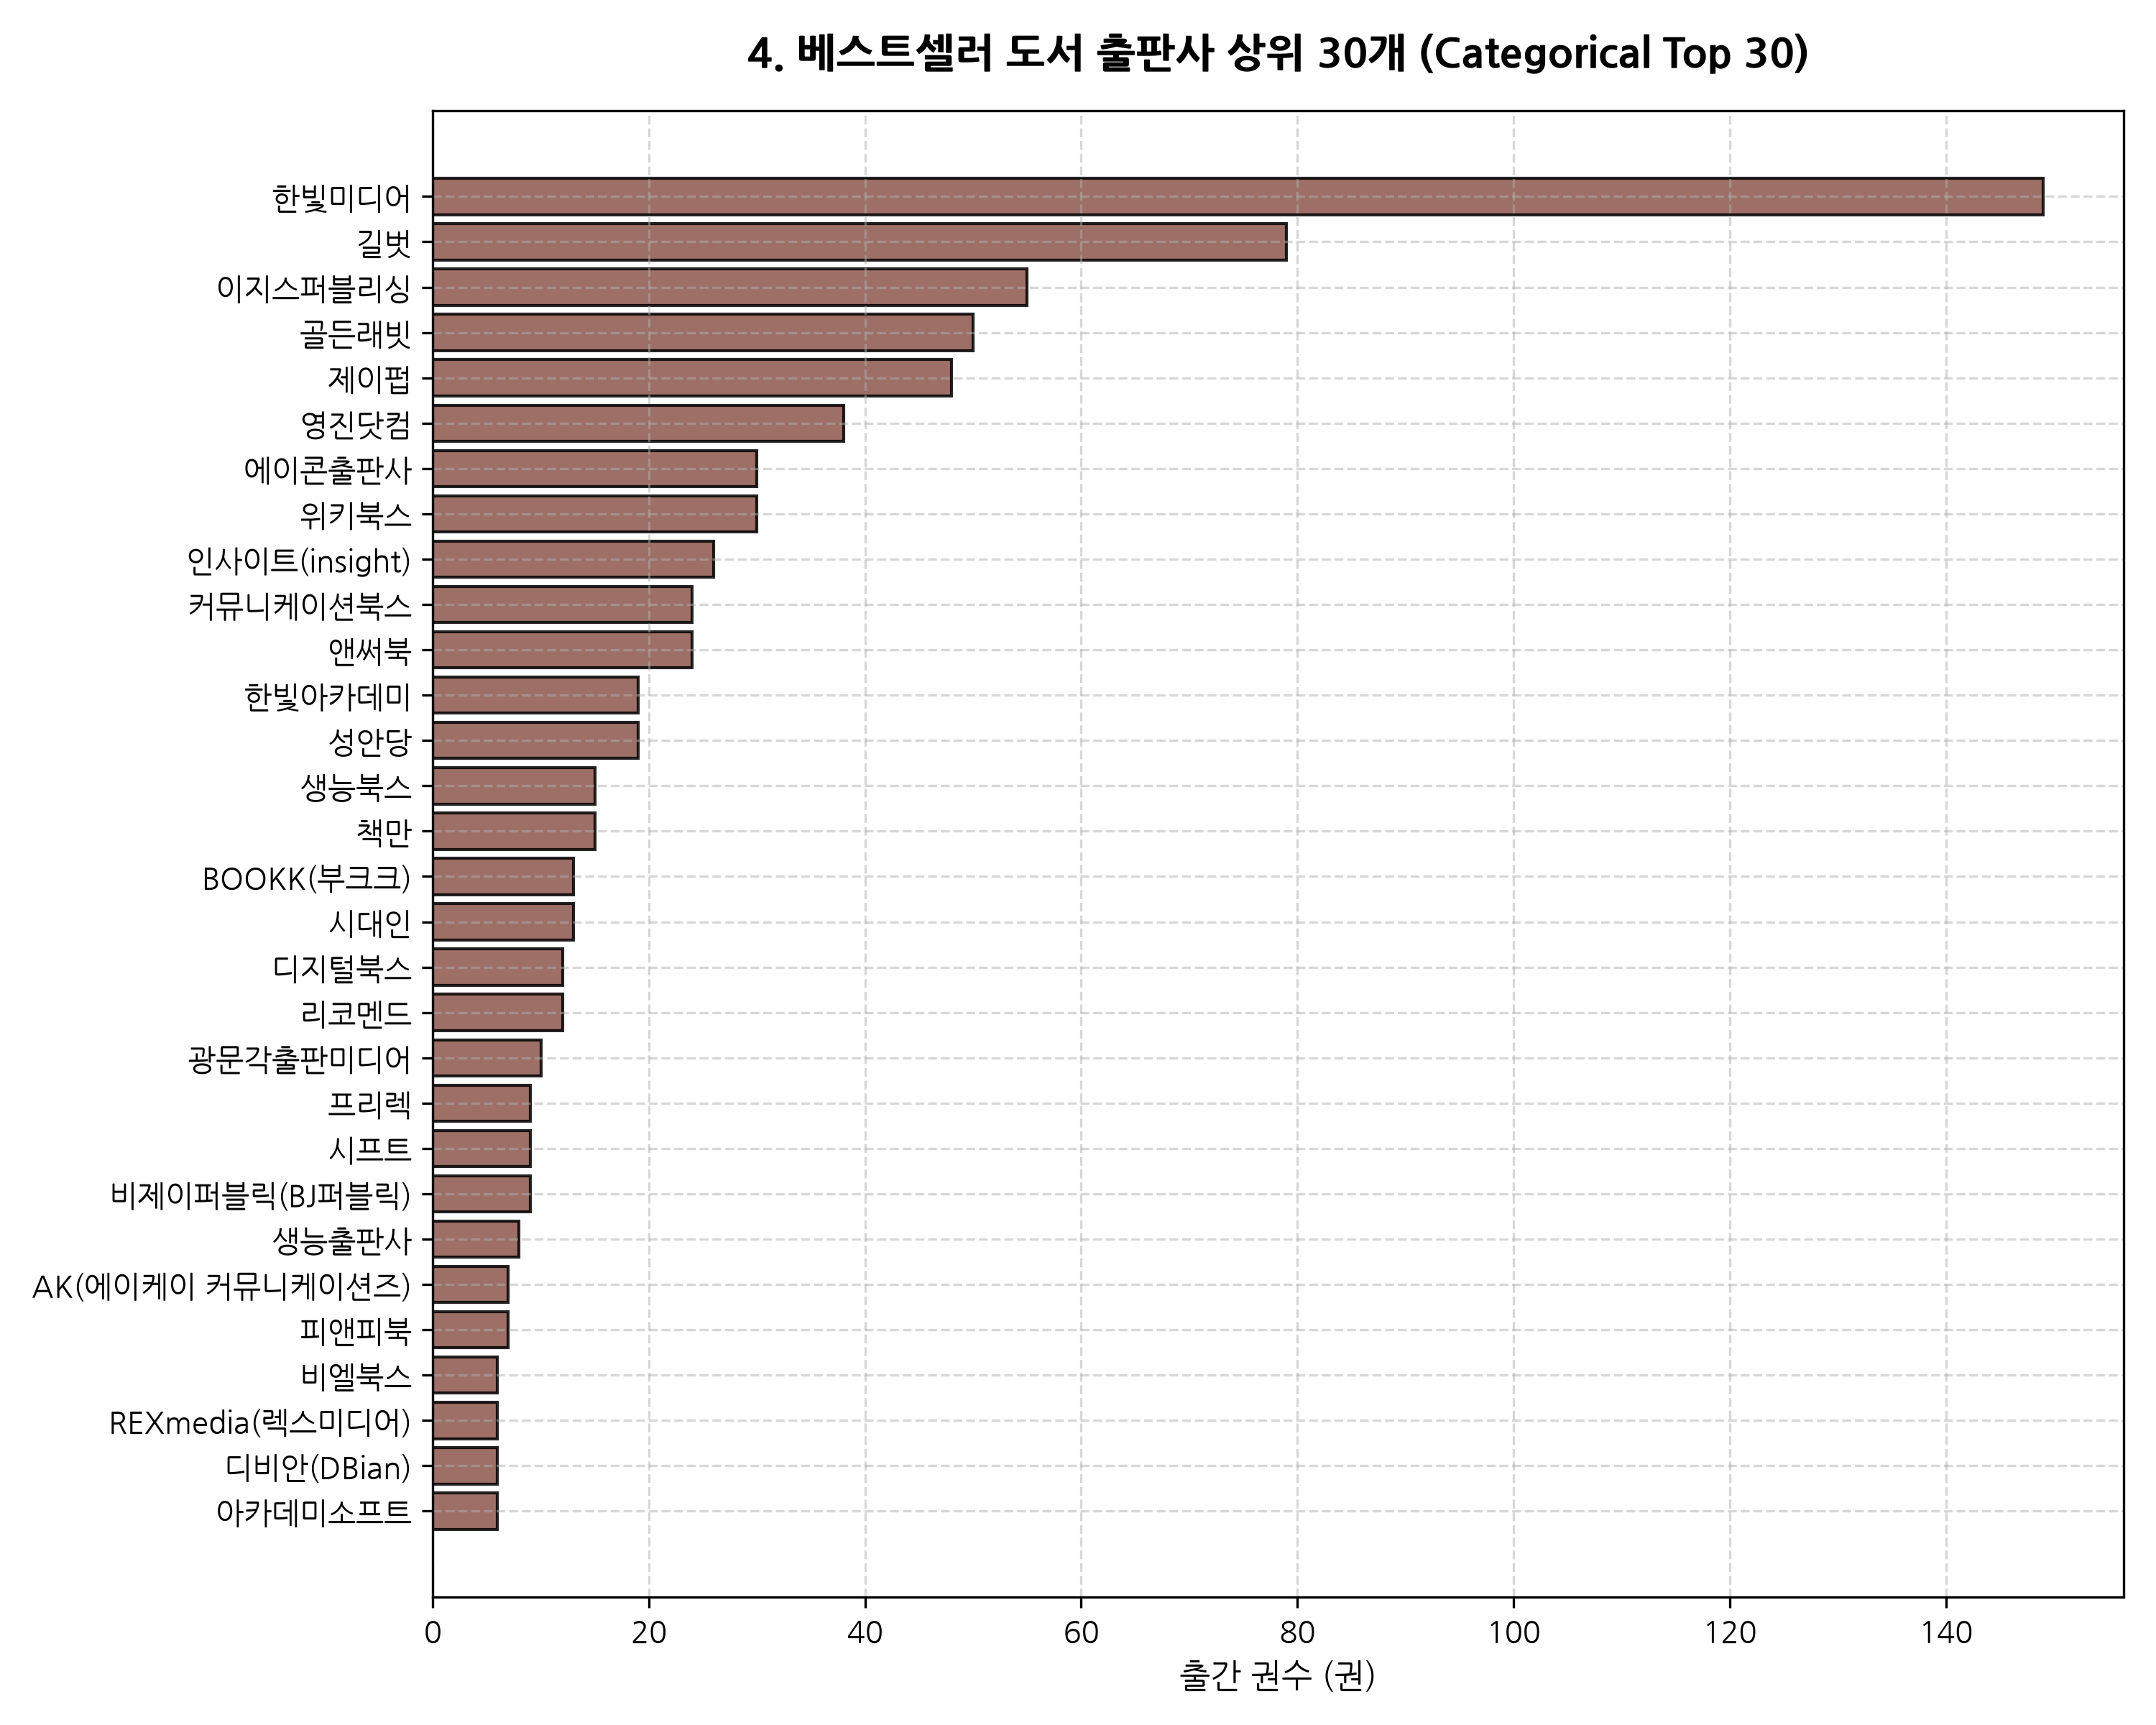 4. 베스트셀러 도서 출판사 상위 30개 (Categorical Top 30)
한빛미디어
길벗
이지스퍼블리싱
골든래빗
제이펍
영진닷컴
에이콘출판사
위키북스
인사이트(insight)
커뮤니케이션북스
앤써북
한빛아카데미
성안당
생능북스
책만
BOOKK(부크크)
시대인
디지털북스
리코멘드
광문각출판미디어
프리렉
시프트
비제이퍼블릭(BJ퍼블릭)
생능출판사
AK(에이케이 커뮤니케이션즈)
피앤피북
비엘북스
REXmedia(렉스미디어)
디비안(DBian)
아카데미소프트
0 20 40 60 80 100 120 140
출간 권수 (권)